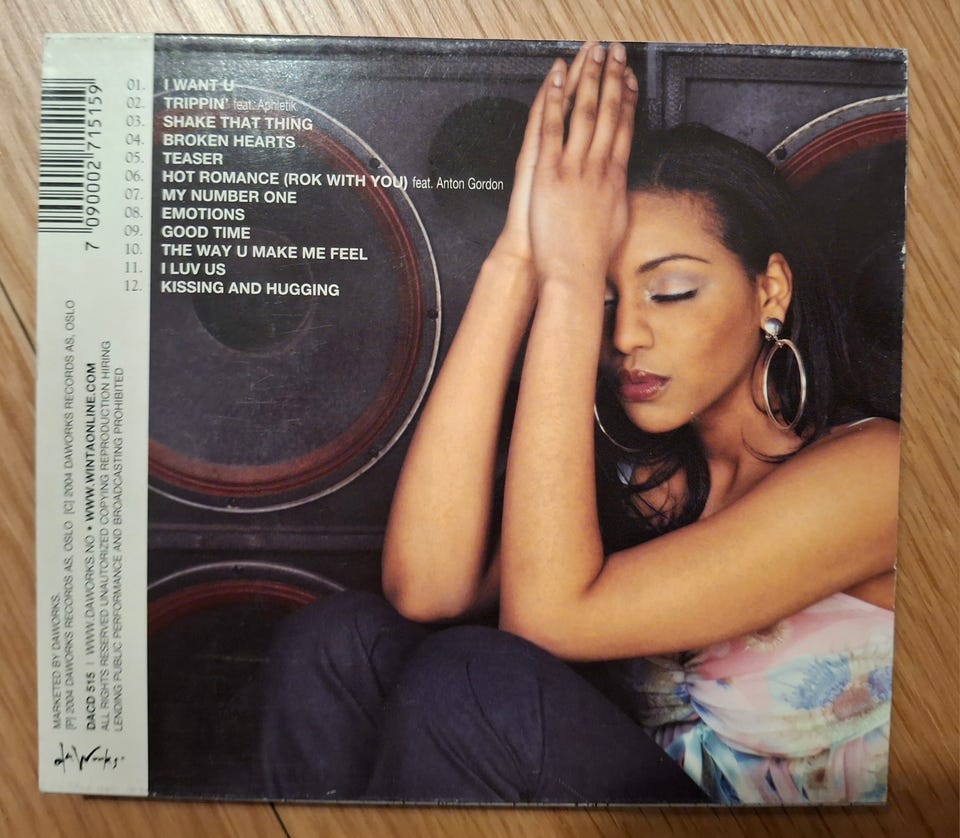 01. I WANT U
02. TRIPPIN' feat. Aphletik
03. SHAKE THAT THING
04. BROKEN HEARTS
05. TEASER
06. HOT ROMANCE (ROK WITH YOU) feat. Anton Gordon
07. MY NUMBER ONE
08. EMOTIONS
09. GOOD TIME
10. THE WAY U MAKE ME FEEL
11. I LUV US
12. KISSING AND HUGGING
7 090002 715159
MARKETED BY DAWORKS.
[P] 2004 DAWORKS RECORDS AS, OSLO [C] 2004 DAWORKS RECORDS AS, OSLO
DACD 515 | WWW.DAWORKS.NO • WWW.WINTAONLINE.COM
ALL RIGHTS RESERVED UNAUTORIZED COPYING REPRODUCTION HIRING
LENDING PUBLIC PERFORMANCE AND BROADCASTING PROHIBITED